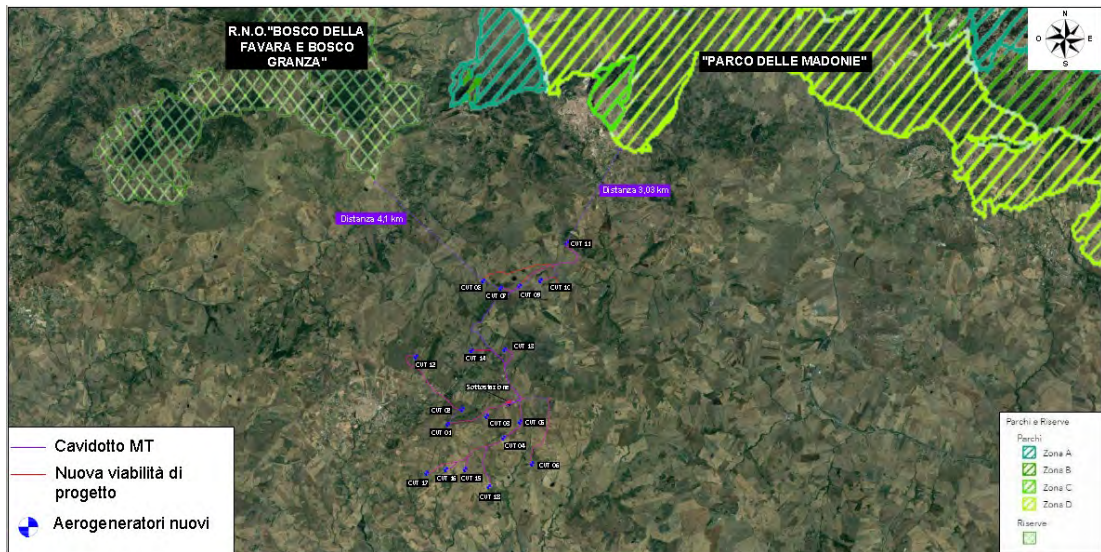 R.N.O."BOSCO DELLA
FAVARA E BOSCO
GRANZA"
"PARCO DELLE MADONIE"
N
O
E
S
Distanza 3,03 km
Distanza 4,1 km
CVT 11
CVT 10
CVT 09
CVT 07
CVT 14
CVT 13
CVT 12
Sottostazione
CVT 02
CVT 03
CVT 05
CVT 01
CVT 04
CVT 06
CVT 17
CVT 16
CVT 15
CVT 18
Cavidotto MT
Nuova viabilità di
progetto
Aerogeneratori nuovi
Parchi e Riserve
Parchi
Zona A
Zona B
Zona C
Zona D
Riserve